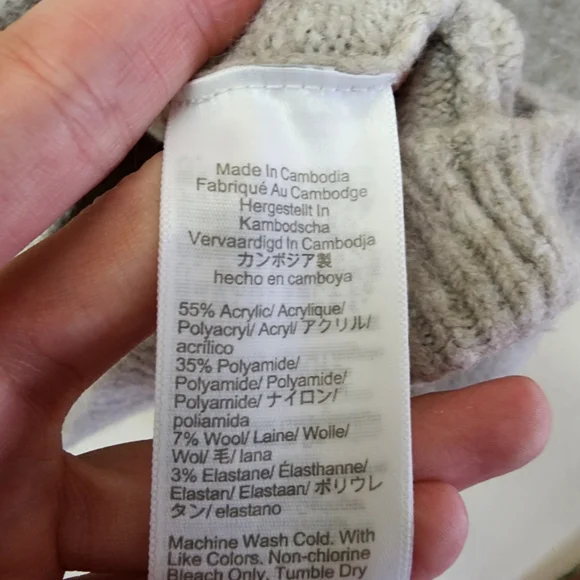 Made In Cambodia
Fabriqué Au Cambodge
Hergestellt In
Kambodscha
Vervaardigd In Cambodja
カンボジア製
hecho en camboya
55% Acrylic/ Acrylique/
Polyacryl/ Acryl/ アクリル/
acrílico
35% Polyamide/
Polyamide/ Polyamide/
Polyamide/ ナイロン/
poliamida
7% Wool/ Laine/ Wolle/
Wol/ 毛/ lana
3% Elastane/ Élasthanne/
Elastan/ Elastaan/ ポリウレ
タン/ elastano
Machine Wash Cold. With
Like Colors. Non-chlorine
Bleach Only. Tumble Dry